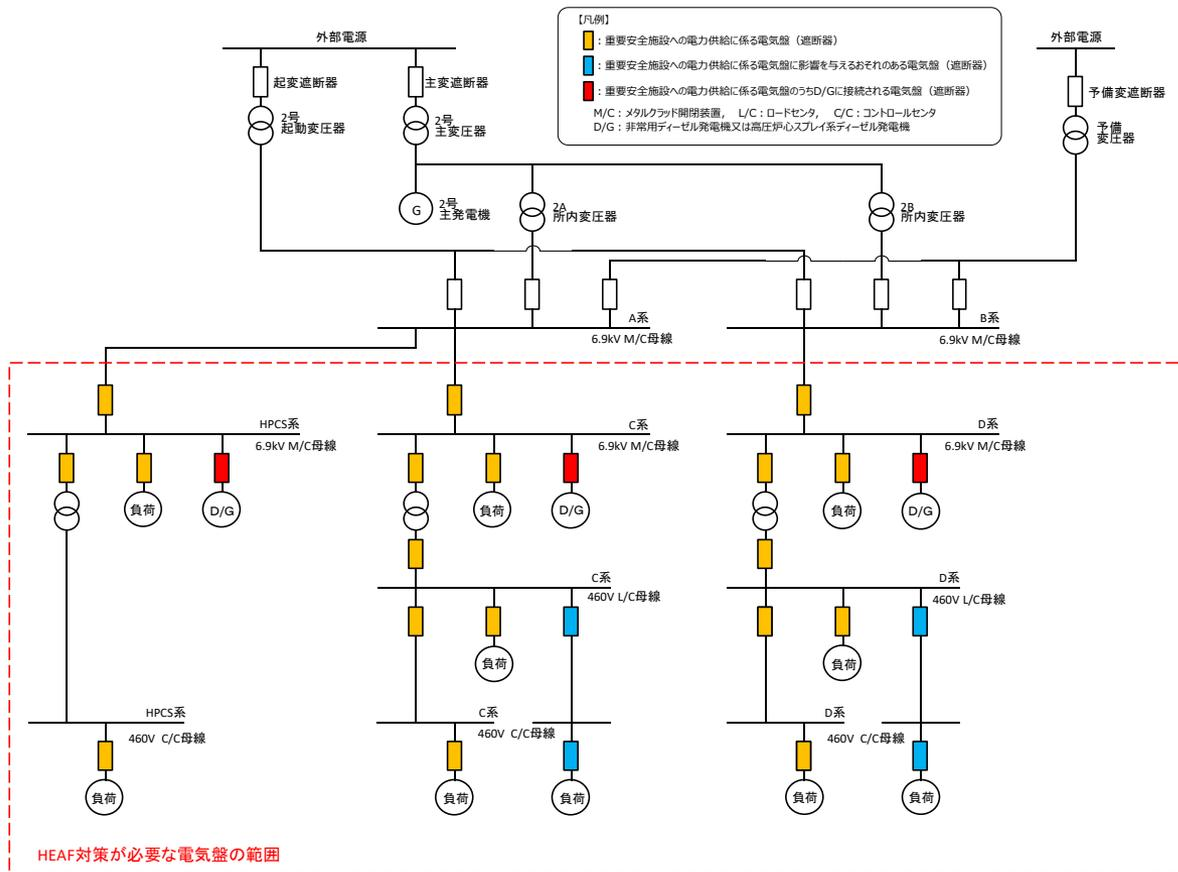 【凡例】
：重要安全施設への電力供給に係る電気盤（遮断器）
：重要安全施設への電力供給に係る電気盤に影響を与えるおそれのある電気盤（遮断器）
：重要安全施設への電力供給に係る電気盤のうちD/Gに接続される電気盤（遮断器）
M/C：メタルクラッド開閉装置，　L/C：ロードセンタ，　C/C：コントロールセンタ
D/G：非常用ディーゼル発電機又は高圧炉心スプレイ系ディーゼル発電機
外部電源
外部電源
起変遮断器
主変遮断器
予備変遮断器
2号
起動変圧器
2号
主変圧器
予備
変圧器
G
2号
主発電機
2A
所内変圧器
2B
所内変圧器
A系
6.9kV M/C母線
B系
6.9kV M/C母線
HPCS系
6.9kV M/C母線
C系
6.9kV M/C母線
D系
6.9kV M/C母線
負荷
D/G
負荷
D/G
負荷
D/G
C系
460V L/C母線
D系
460V L/C母線
負荷
負荷
HPCS系
460V C/C母線
C系
460V C/C母線
D系
460V C/C母線
負荷
負荷
負荷
負荷
負荷
HEAF対策が必要な電気盤の範囲